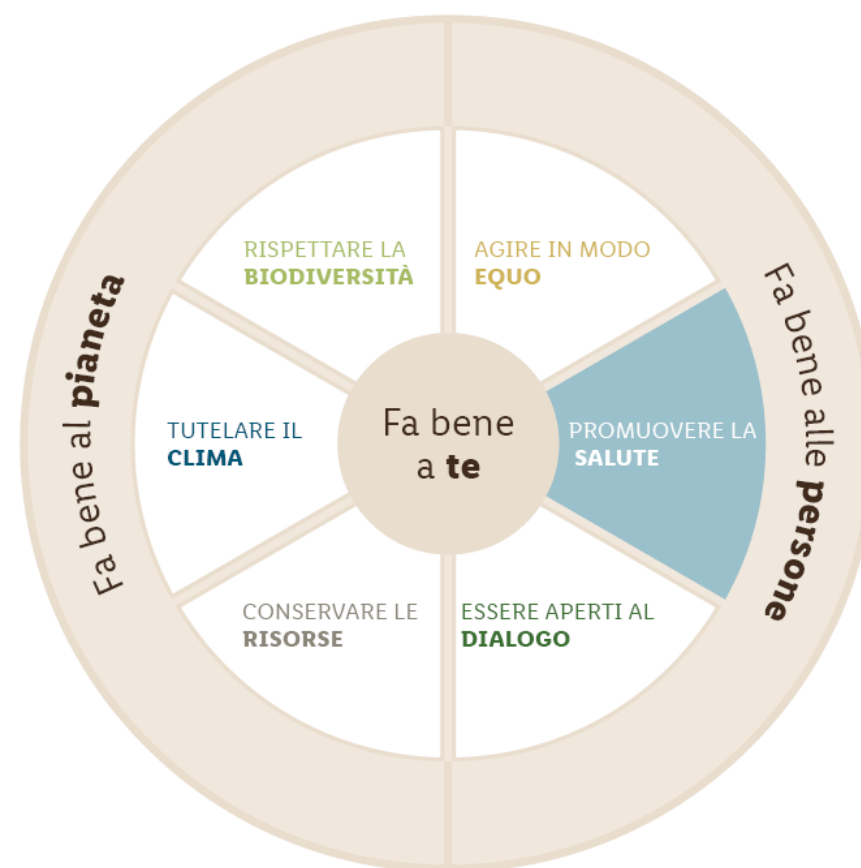 RISPETTARE LA
BIODIVERSITÀ
AGIRE IN MODO
EQUO
Fa bene al pianeta
TUTELARE IL
CLIMA
Fa bene
a te
PROMUOVERE LA
SALUTE
Fa bene alle persone
CONSERVARE LE
RISORSE
ESSERE APERTI AL
DIALOGO